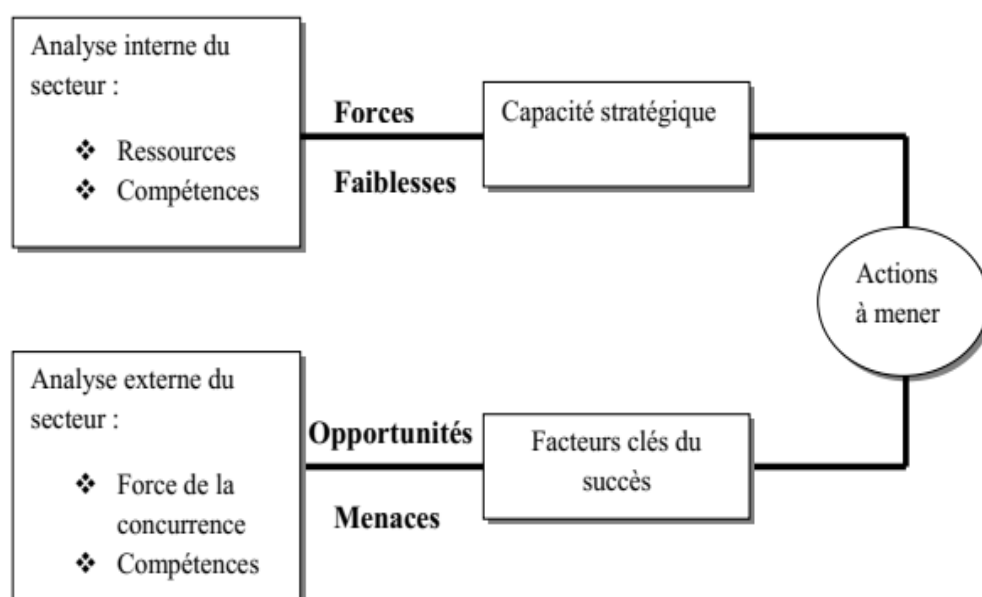 Analyse interne du
secteur :
❖ Ressources
❖ Compétences
Forces
Faiblesses
Capacité stratégique
Actions
à mener
Analyse externe du
secteur :
❖ Force de la
concurrence
❖ Compétences
Opportunités
Menaces
Facteurs clés du
succès